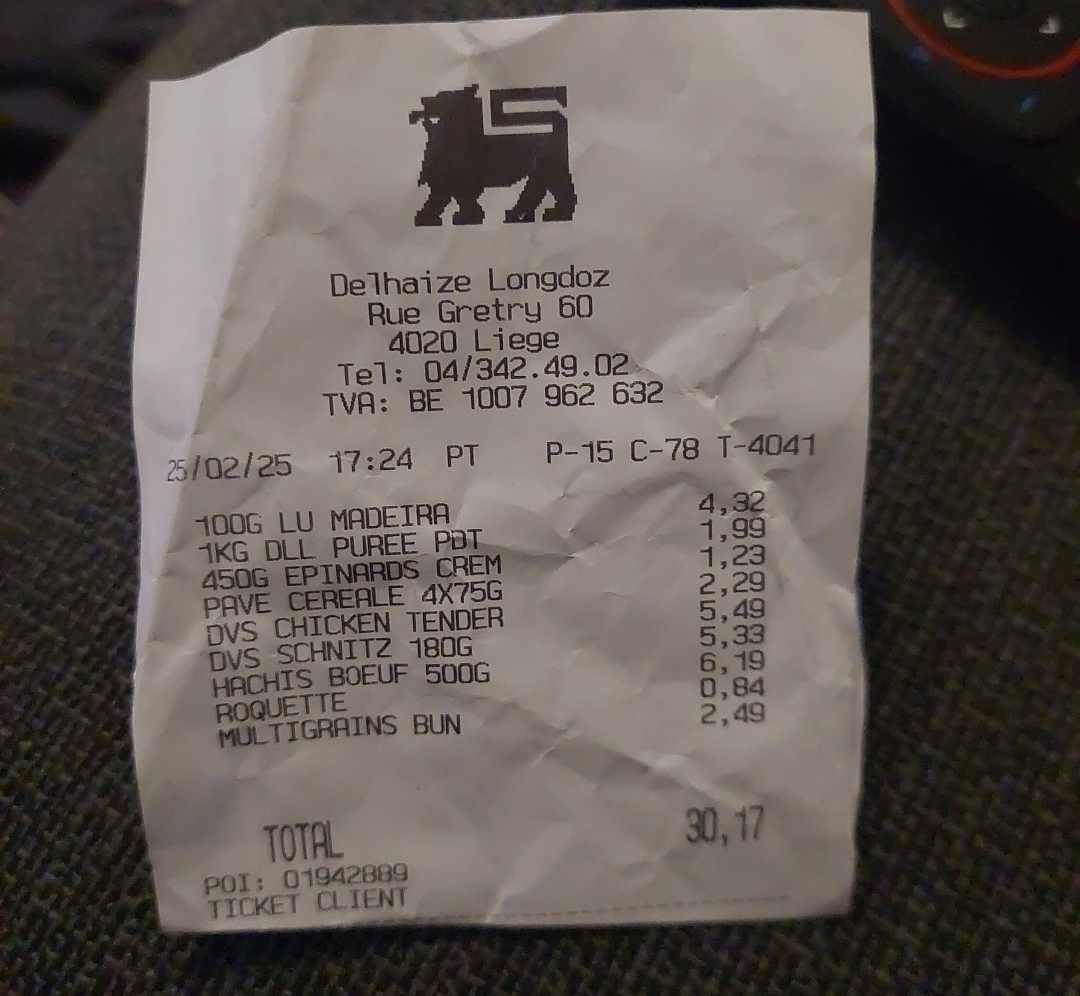 Delhaize Longdoz
Rue Gretry 60
4020 Liege
Tel: 04/342.49.02
TVA: BE 1007 962 632
25/02/25 17:24 PT P-15 C-78 T-4041
100G LU MADEIRA 4,32
1KG DLL PUREE PDT 1,99
450G EPINARDS CREM 1,23
PAVE CEREALE 4X75G 2,29
DVS CHICKEN TENDER 5,49
DVS SCHNITZ 180G 5,33
HACHIS BOEUF 500G 6,19
ROQUETTE 0,84
MULTIGRAINS BUN 2,49
TOTAL 30,17
POI: 01942889
TICKET CLIENT